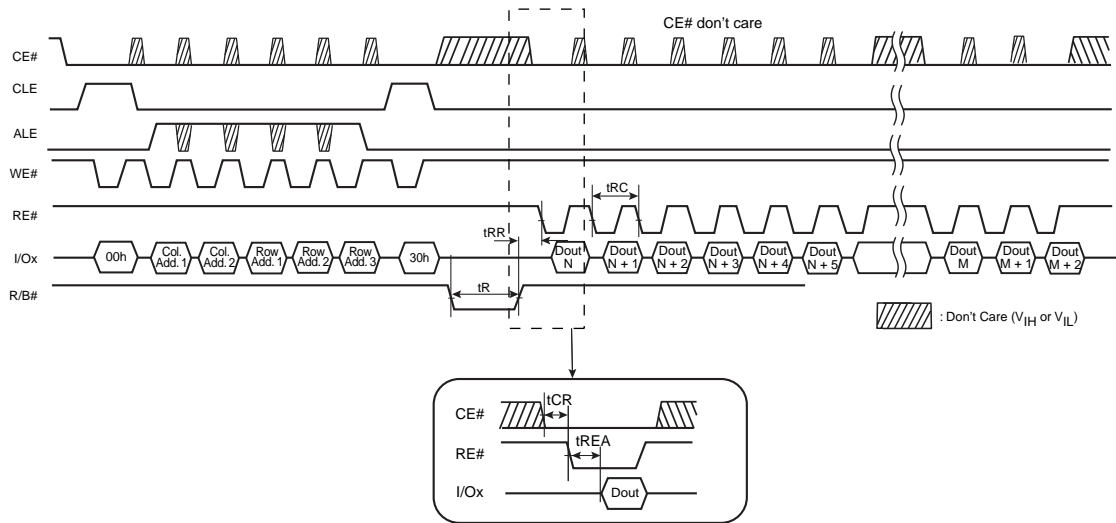 CE# don't care
CE#
CLE
ALE
WE#
tRC
RE#
tRR
I/Ox
00h
Col. Add. 1
Col. Add. 2
Row Add. 1
Row Add. 2
Row Add. 3
30h
Dout N
Dout N + 1
Dout N + 2
Dout N + 3
Dout N + 4
Dout N + 5
Dout M
Dout M + 1
Dout M + 2
tR
R/B#
: Don't Care (VIH or VIL)
tCR
CE#
tREA
RE#
I/Ox
Dout